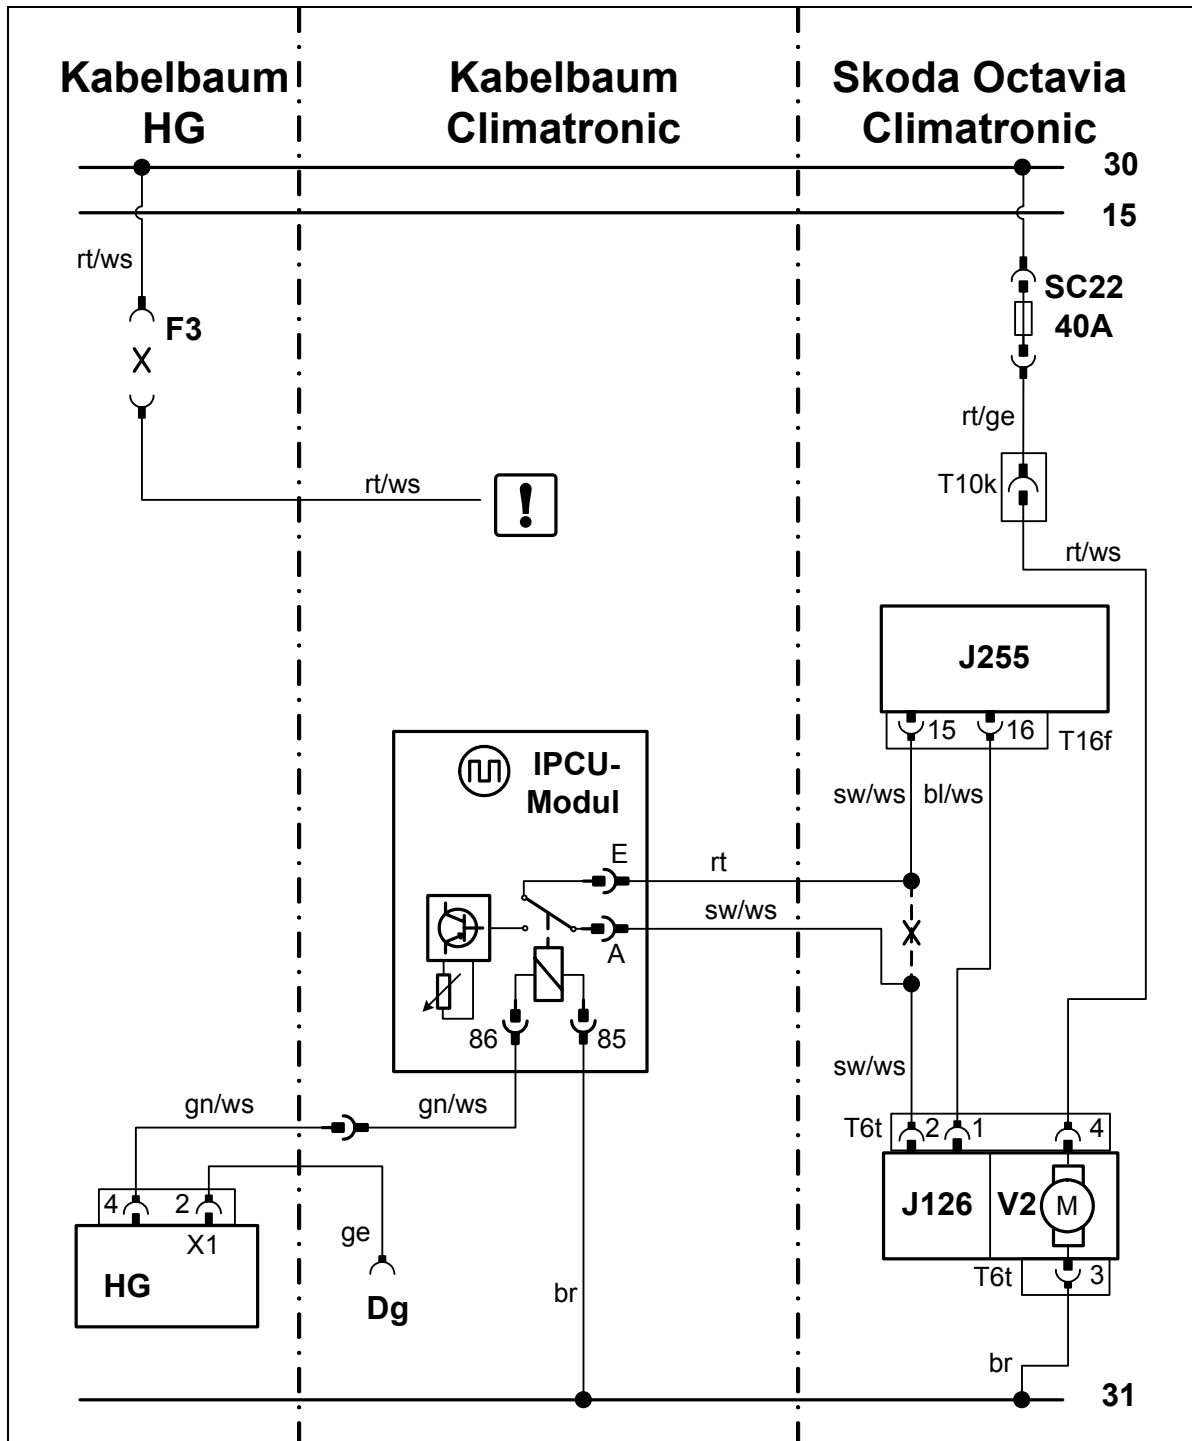 Kabelbaum
HG
Kabelbaum
Climatronic
Skoda Octavia
Climatronic
30
15
rt/ws
F3
X
SC22
40A
rt/ge
rt/ws
!
T10k
rt/ws
J255
15
16
T16f
IPCU-
Modul
sw/ws
bl/ws
E
rt
sw/ws
A
86
85
sw/ws
gn/ws
gn/ws
T6t
2
1
4
4
2
X1
HG
ge
Dg
J126
V2
M
T6t
3
br
br
31